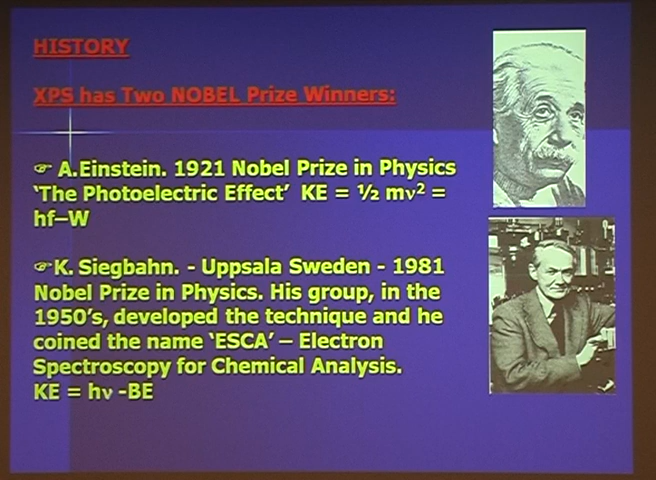 HISTORY
XPS has Two NOBEL Prize Winners:
☞ A.Einstein. 1921 Nobel Prize in Physics
‘The Photoelectric Effect’ KE = ½ mν² =
hf–W
☞K. Siegbahn. - Uppsala Sweden - 1981
Nobel Prize in Physics. His group, in the
1950’s, developed the technique and he
coined the name ‘ESCA’ – Electron
Spectroscopy for Chemical Analysis.
KE = hν -BE